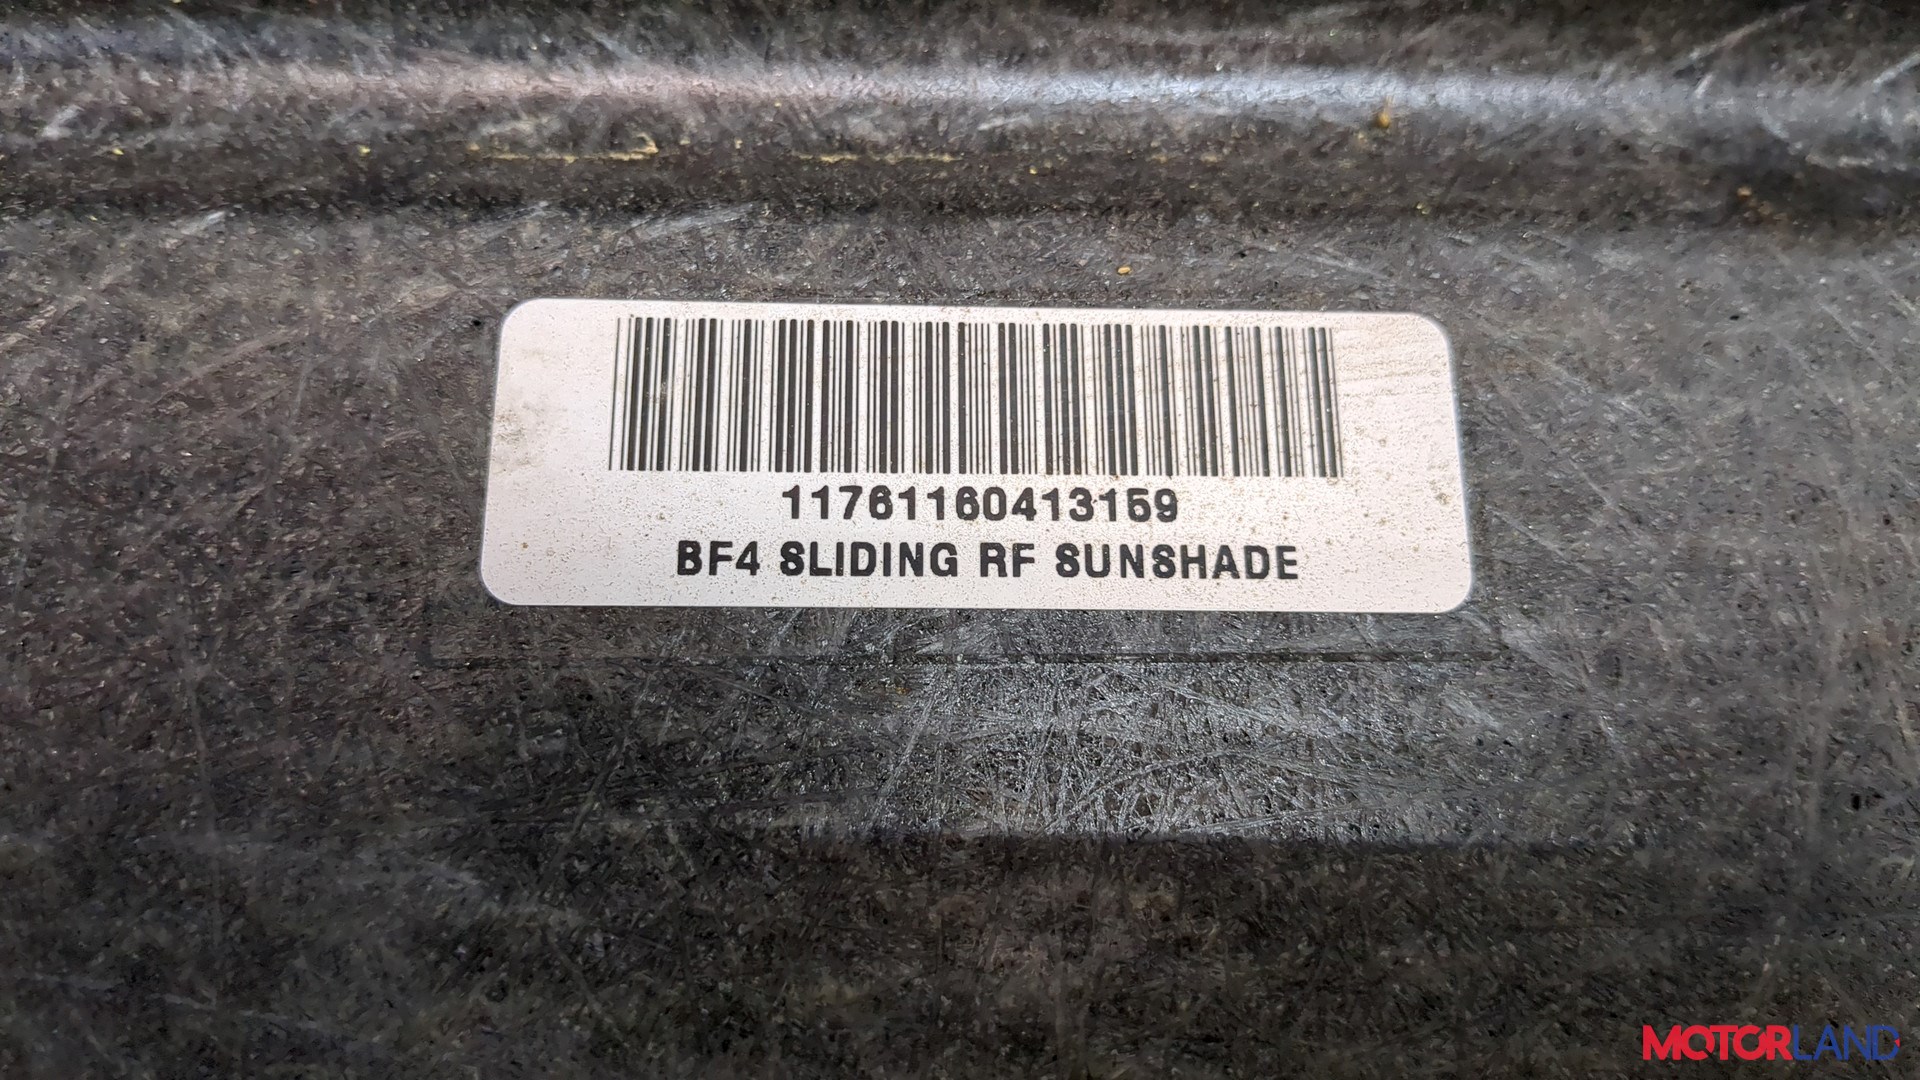 11761160413159
BF4 SLIDING RF SUNSHADE
MOTORLAND